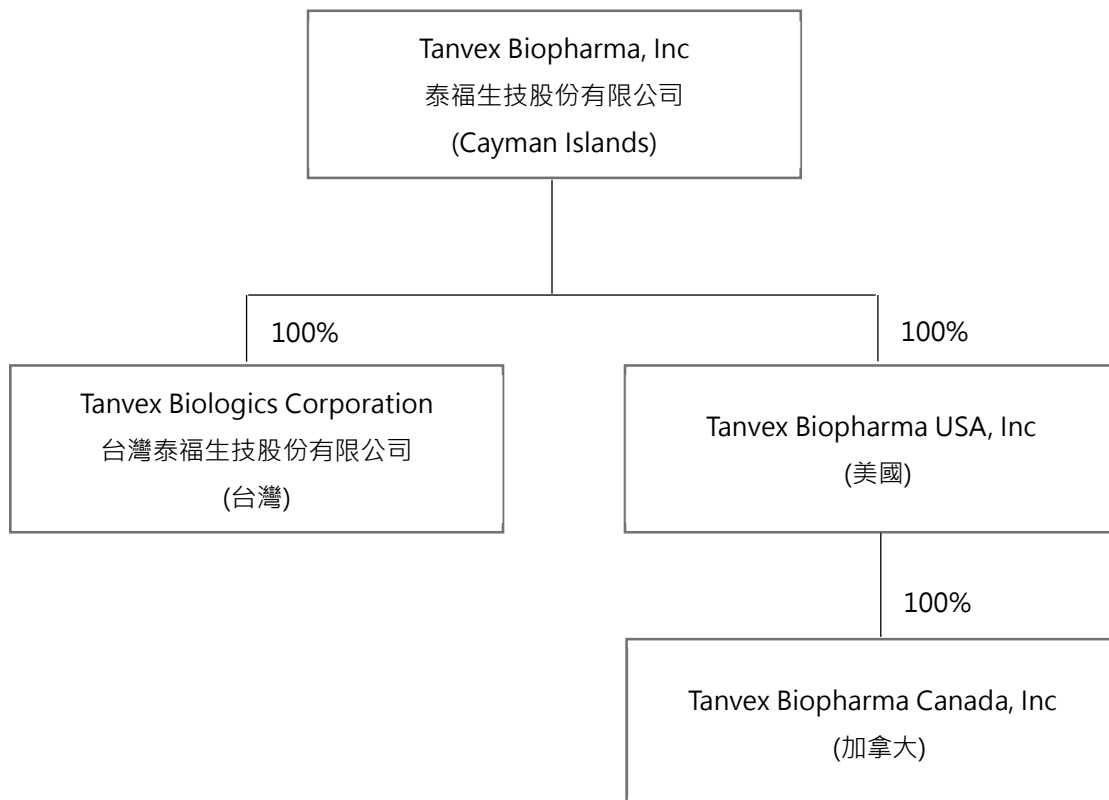 Tanvex Biopharma, Inc
泰福生技股份有限公司
(Cayman Islands)
100%
100%
Tanvex Biologics Corporation
台灣泰福生技股份有限公司
(台灣)
Tanvex Biopharma USA, Inc
(美國)
100%
Tanvex Biopharma Canada, Inc
(加拿大)